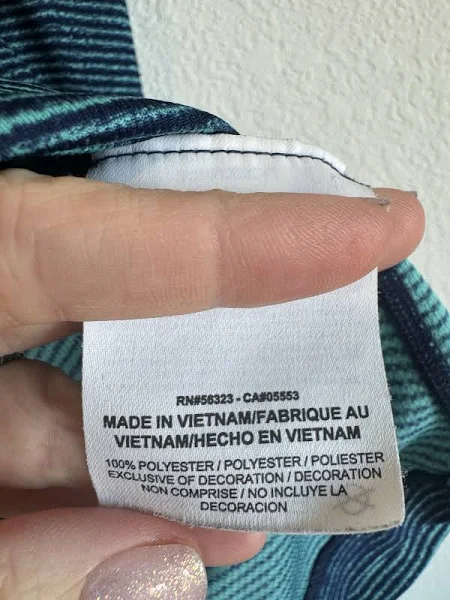 RN#56323 - CA#05553
MADE IN VIETNAM/FABRIQUE AU
VIETNAM/HECHO EN VIETNAM
100% POLYESTER / POLYESTER / POLIESTER
EXCLUSIVE OF DECORATION / DECORATION
NON COMPRISE / NO INCLUYE LA
DECORACION